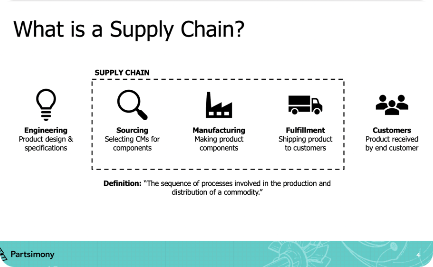 What is a Supply Chain?
SUPPLY CHAIN
Engineering
Product design &
specifications
Sourcing
Selecting CMs for
components
Manufacturing
Making product
components
Fulfillment
Shipping product
to customers
Customers
Product received
by end customer
Definition: “The sequence of processes involved in the production and
distribution of a commodity.”
Partsimony
4